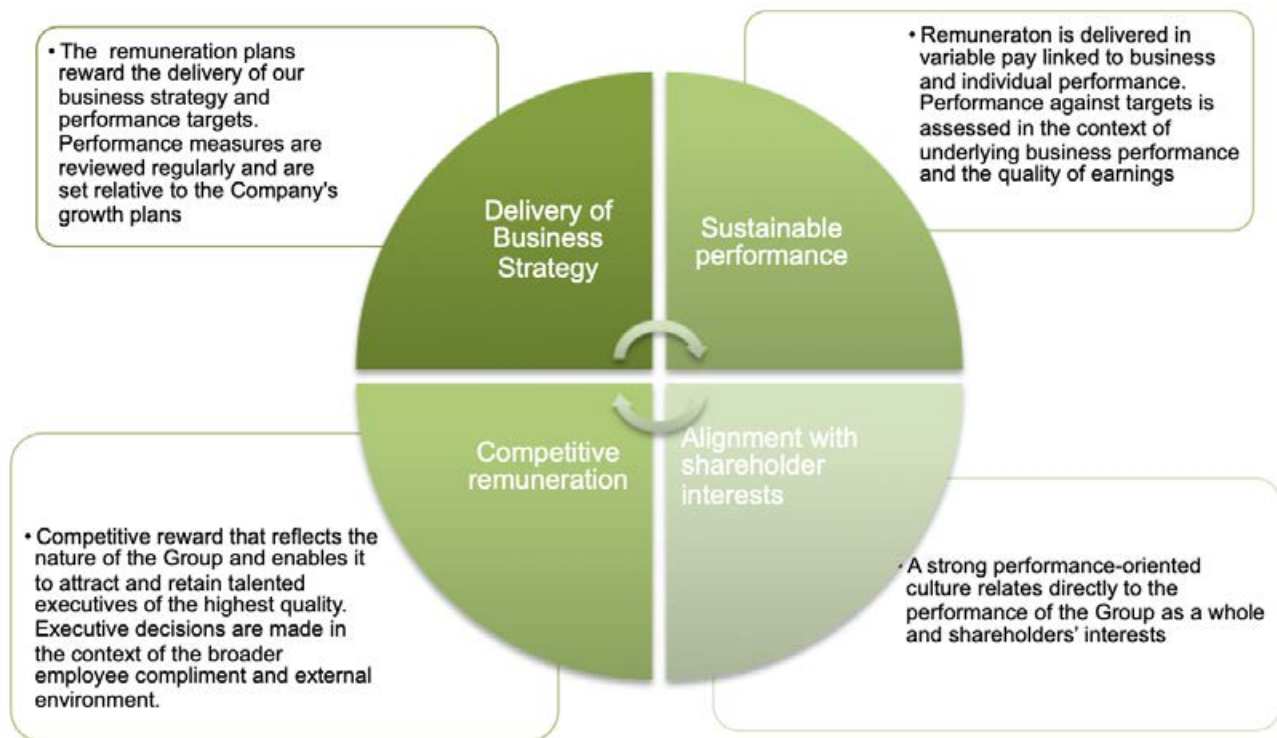 • The remuneration plans
reward the delivery of our
business strategy and
performance targets.
Performance measures are
reviewed regularly and are
set relative to the Company's
growth plans
• Remuneraton is delivered in
variable pay linked to business
and individual performance.
Performance against targets is
assessed in the context of
underlying business performance
and the quality of earnings
Delivery of
Business
Strategy
Sustainable
performance
Competitive
remuneration
Alignment with
shareholder
interests
• Competitive reward that reflects the
nature of the Group and enables it
to attract and retain talented
executives of the highest quality.
Executive decisions are made in
the context of the broader
employee compliment and external
environment.
• A strong performance-oriented
culture relates directly to the
performance of the Group as a whole
and shareholders' interests